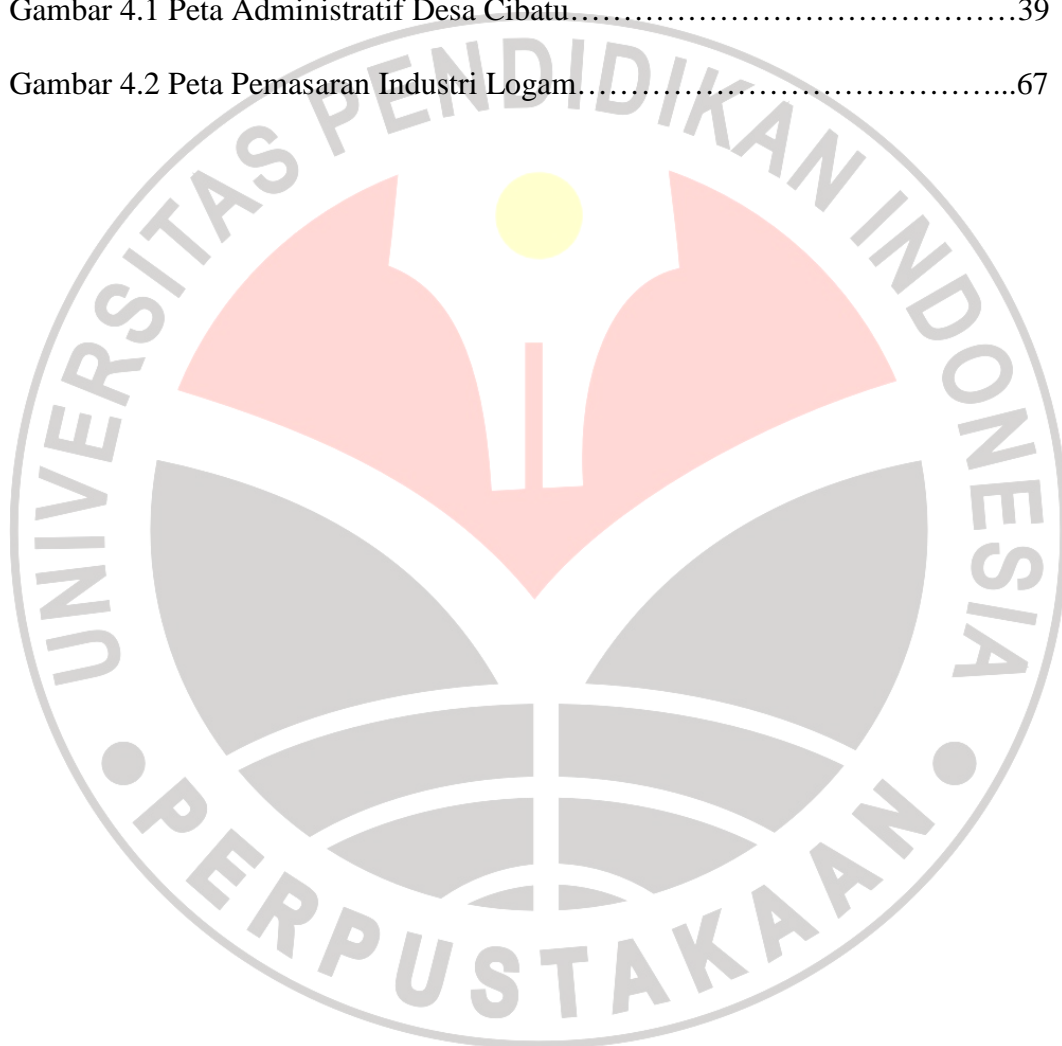 Gambar 4.1 Peta Administratif Desa Cibatu…………………………………….39
Gambar 4.2 Peta Pemasaran Industri Logam…………………………………...67
UNIVERSITAS PENDIDIKAN INDONESIA
PERPUSTAKAAN